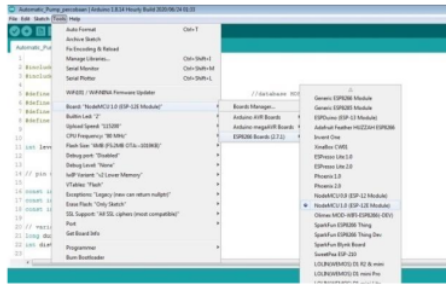 Automatic_Pump_percobaan | Arduino 1.8.14 Hourly Build 2020/06/24 01:33
File Edit Sketch Tools Help
Auto Format Ctrl+T
Archive Sketch
Fix Encoding & Reload
Manage Libraries... Ctrl+Shift+I
Serial Monitor Ctrl+Shift+M
Serial Plotter Ctrl+Shift+L
WiFi101 / WiFiNINA Firmware Updater
Board: "NodeMCU 1.0 (ESP-12E Module)"
Builtin Led: "2"
Upload Speed: "115200"
CPU Frequency: "80 MHz"
Flash Size: "4MB (FS:2MB OTA:~1019KB)"
Debug port: "Disabled"
Debug Level: "None"
lwIP Variant: "v2 Lower Memory"
VTables: "Flash"
Exceptions: "Legacy (new can return nullptr)"
Erase Flash: "Only Sketch"
SSL Support: "All SSL ciphers (most compatible)"
Port
Get Board Info
Programmer
Burn Bootloader
Boards Manager...
Arduino AVR Boards
Arduino megaAVR Boards
ESP8266 Boards (2.7.1)
Generic ESP8266 Module
Generic ESP8285 Module
ESPDuino (ESP-13 Module)
Adafruit Feather HUZZAH ESP8266
Invent One
XinaBox CW01
ESPresso Lite 1.0
ESPresso Lite 2.0
Phoenix 1.0
Phoenix 2.0
NodeMCU 0.9 (ESP-12 Module)
NodeMCU 1.0 (ESP-12E Module)
Olimex MOD-WIFI-ESP8266(-DEV)
SparkFun ESP8266 Thing
SparkFun ESP8266 Thing Dev
SparkFun Blynk Board
SweetPea ESP-210
LOLIN(WEMOS) D1 R2 & mini
LOLIN(WEMOS) D1 mini Pro